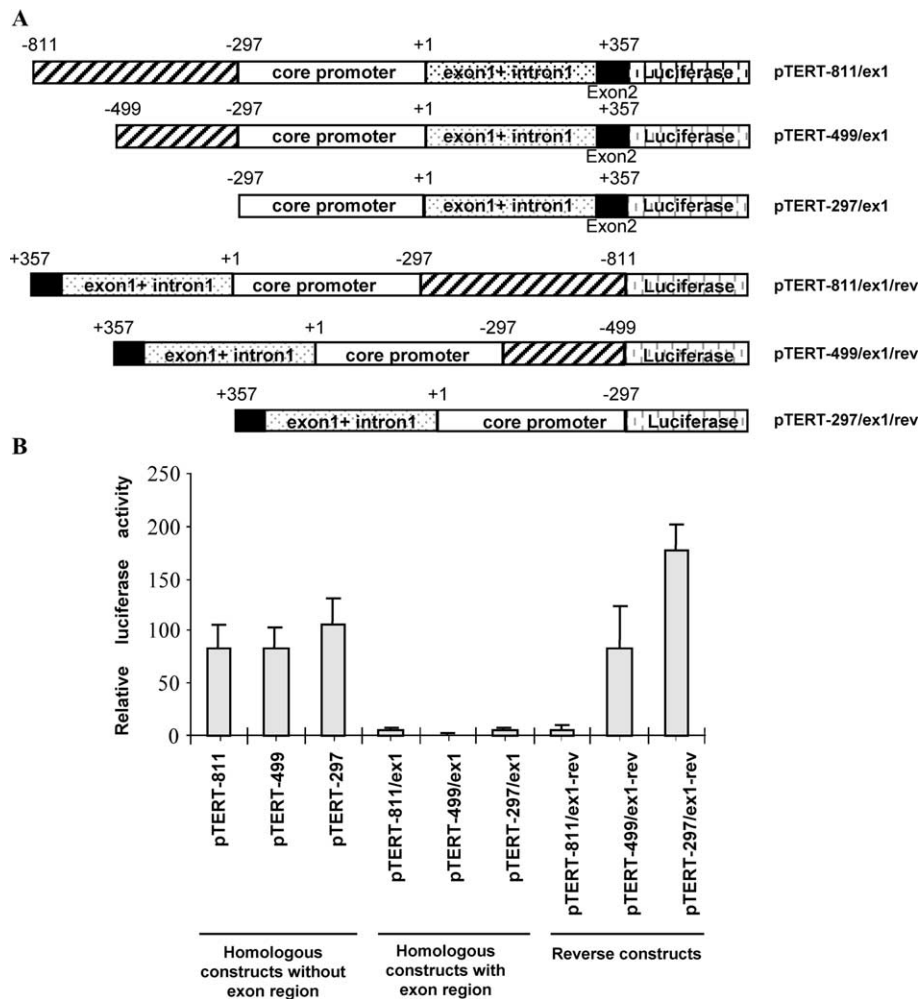 A
-811 -297 +1 +357
core promoter exon1+ intron1 Luciferase pTERT-811/ex1
Exon2
-499 -297 +1 +357
core promoter exon1+ intron1 Luciferase pTERT-499/ex1
Exon2
-297 +1 +357
core promoter exon1+ intron1 Luciferase pTERT-297/ex1
Exon2
+357 +1 -297 -811
exon1+ intron1 core promoter Luciferase pTERT-811/ex1/rev
+357 +1 -297 -499
exon1+ intron1 core promoter Luciferase pTERT-499/ex1/rev
+357 +1 -297
exon1+ intron1 core promoter Luciferase pTERT-297/ex1/rev
B
Relative luciferase activity
250
200
150
100
50
0
pTERT-811
pTERT-499
pTERT-297
pTERT-811/ex1
pTERT-499/ex1
pTERT-297/ex1
pTERT-811/ex1-rev
pTERT-499/ex1-rev
pTERT-297/ex1-rev
Homologous
constructs without
exon region
Homologous
constructs with
exon region
Reverse constructs